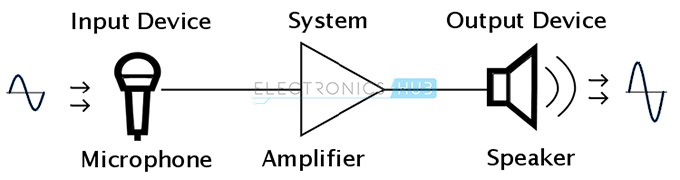 Input Device
System
Output Device
ELECTRONICS HUB
Microphone
Amplifier
Speaker